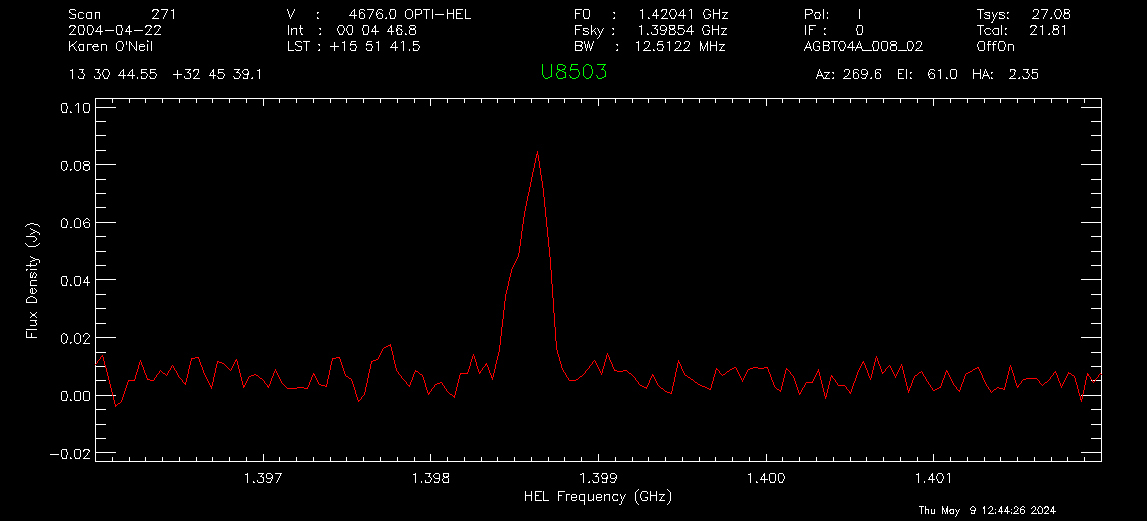 Scan 271 V : 4676.0 OPTI-HEL F0 : 1.42041 GHz Pol: I Tsys: 27.08
2004-04-22 Int : 00 04 46.8 Fsky : 1.39854 GHz IF : 0 Tcal: 21.81
Karen O'Neil LST : +15 51 41.5 BW : 12.5122 MHz AGBT04A_008_02 OffOn
13 30 44.55 +32 45 39.1 U8503 Az: 269.6 El: 61.0 HA: 2.35
0.10
0.08
0.06
0.04
0.02
0.00
-0.02
Flux Density (Jy)
1.397 1.398 1.399 1.400 1.401
HEL Frequency (GHz)
Thu May 9 12:44:26 2024